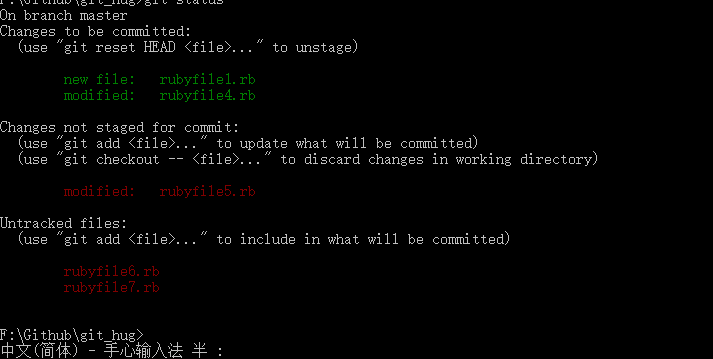 F:\Github\git_hug>git status
On branch master
Changes to be committed:
  (use "git reset HEAD <file>..." to unstage)

        new file:   rubyfile1.rb
        modified:   rubyfile4.rb

Changes not staged for commit:
  (use "git add <file>..." to update what will be committed)
  (use "git checkout -- <file>..." to discard changes in working directory)

        modified:   rubyfile5.rb

Untracked files:
  (use "git add <file>..." to include in what will be committed)

        rubyfile6.rb
        rubyfile7.rb

F:\Github\git_hug>
中文(简体) - 手心输入法 半 :